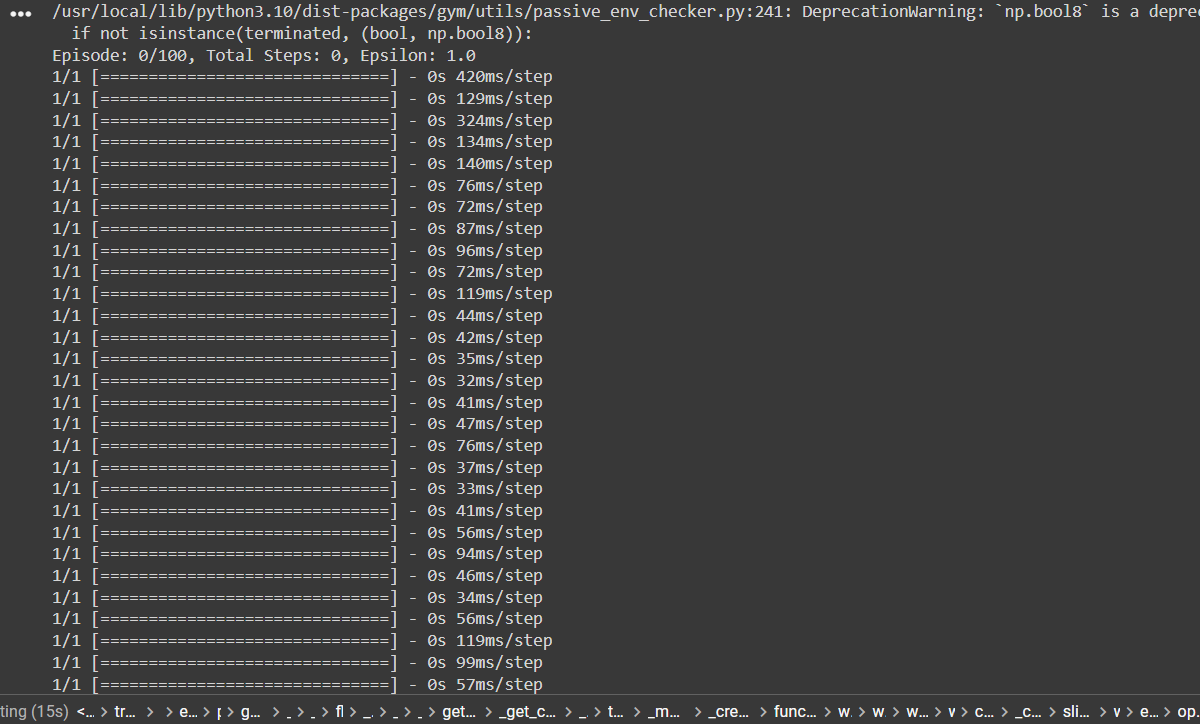 /usr/local/lib/python3.10/dist-packages/gym/utils/passive_env_checker.py:241: DeprecationWarning: `np.bool8` is a
if not isinstance(terminated, (bool, np.bool8)):
Episode: 0/100, Total Steps: 0, Epsilon: 1.0
1/1 [==============================] - 0s 420ms/step
1/1 [==============================] - 0s 129ms/step
1/1 [==============================] - 0s 324ms/step
1/1 [==============================] - 0s 134ms/step
1/1 [==============================] - 0s 140ms/step
1/1 [==============================] - 0s 76ms/step
1/1 [==============================] - 0s 72ms/step
1/1 [==============================] - 0s 87ms/step
1/1 [==============================] - 0s 96ms/step
1/1 [==============================] - 0s 72ms/step
1/1 [==============================] - 0s 119ms/step
1/1 [==============================] - 0s 44ms/step
1/1 [==============================] - 0s 42ms/step
1/1 [==============================] - 0s 35ms/step
1/1 [==============================] - 0s 32ms/step
1/1 [==============================] - 0s 41ms/step
1/1 [==============================] - 0s 47ms/step
1/1 [==============================] - 0s 76ms/step
1/1 [==============================] - 0s 37ms/step
1/1 [==============================] - 0s 33ms/step
1/1 [==============================] - 0s 41ms/step
1/1 [==============================] - 0s 56ms/step
1/1 [==============================] - 0s 94ms/step
1/1 [==============================] - 0s 46ms/step
1/1 [==============================] - 0s 34ms/step
1/1 [==============================] - 0s 56ms/step
1/1 [==============================] - 0s 119ms/step
1/1 [==============================] - 0s 99ms/step
1/1 [==============================] - 0s 57ms/step
ting (15s) <... > tr... > > e... > > g... > _ > _ > fl > _. > _ > _ > _ get... > _get_c... > _. > t... > _m... > _cre... > func... > w. > w. > w... > w > c... > _c... > sli... > w > e... > op